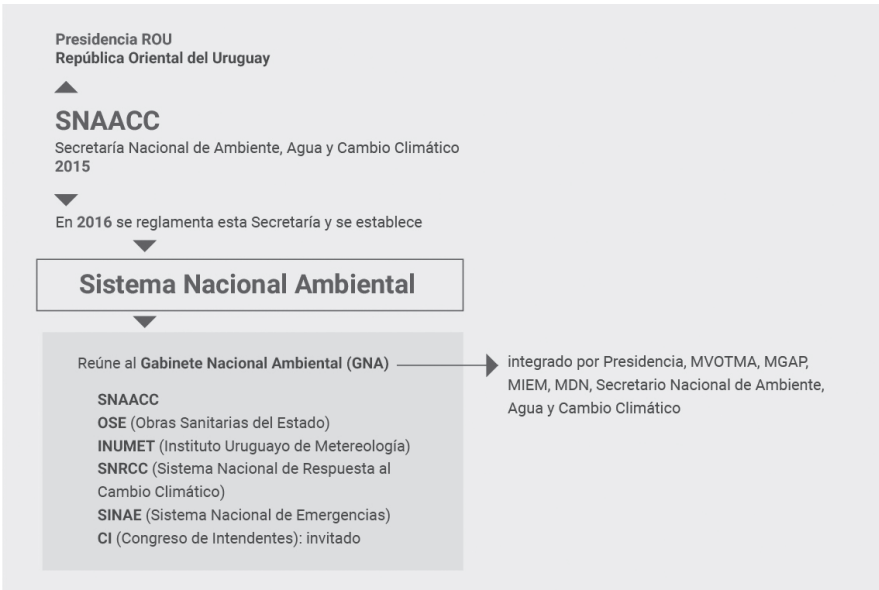 Presidencia ROU
República Oriental del Uruguay
SNAACC
Secretaría Nacional de Ambiente, Agua y Cambio Climático
2015
En 2016 se reglamenta esta Secretaría y se establece
Sistema Nacional Ambiental
Reúne al Gabinete Nacional Ambiental (GNA)
integrado por Presidencia, MVOTMA, MGAP,
MIEM, MDN, Secretario Nacional de Ambiente,
Agua y Cambio Climático
SNAACC
OSE (Obras Sanitarias del Estado)
INUMET (Instituto Uruguayo de Metereología)
SNRCC (Sistema Nacional de Respuesta al
Cambio Climático)
SINAE (Sistema Nacional de Emergencias)
CI (Congreso de Intendentes): invitado